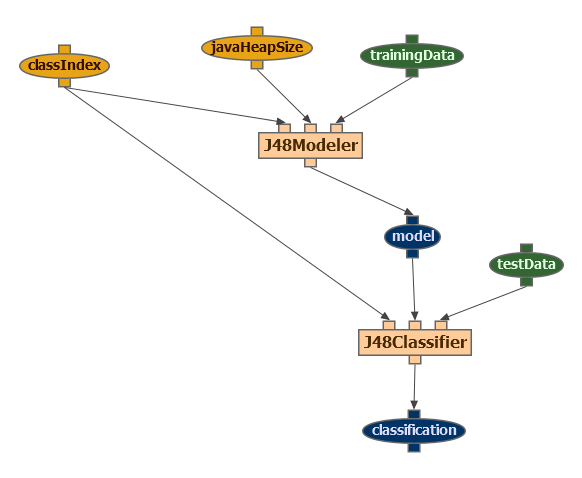 javaHeapSize
trainingData
classIndex
J48Modeler
model
testData
J48Classifier
classification